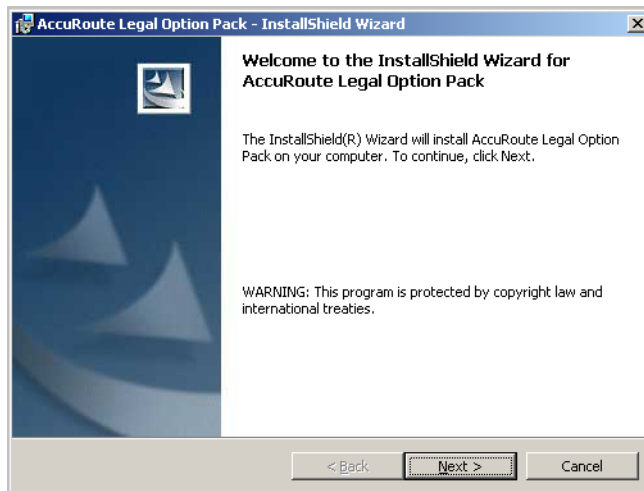 AccuRoute Legal Option Pack - InstallShield Wizard
Welcome to the InstallShield Wizard for
AccuRoute Legal Option Pack
The InstallShield(R) Wizard will install AccuRoute Legal Option
Pack on your computer. To continue, click Next.
WARNING: This program is protected by copyright law and
international treaties.
< Back Next > Cancel